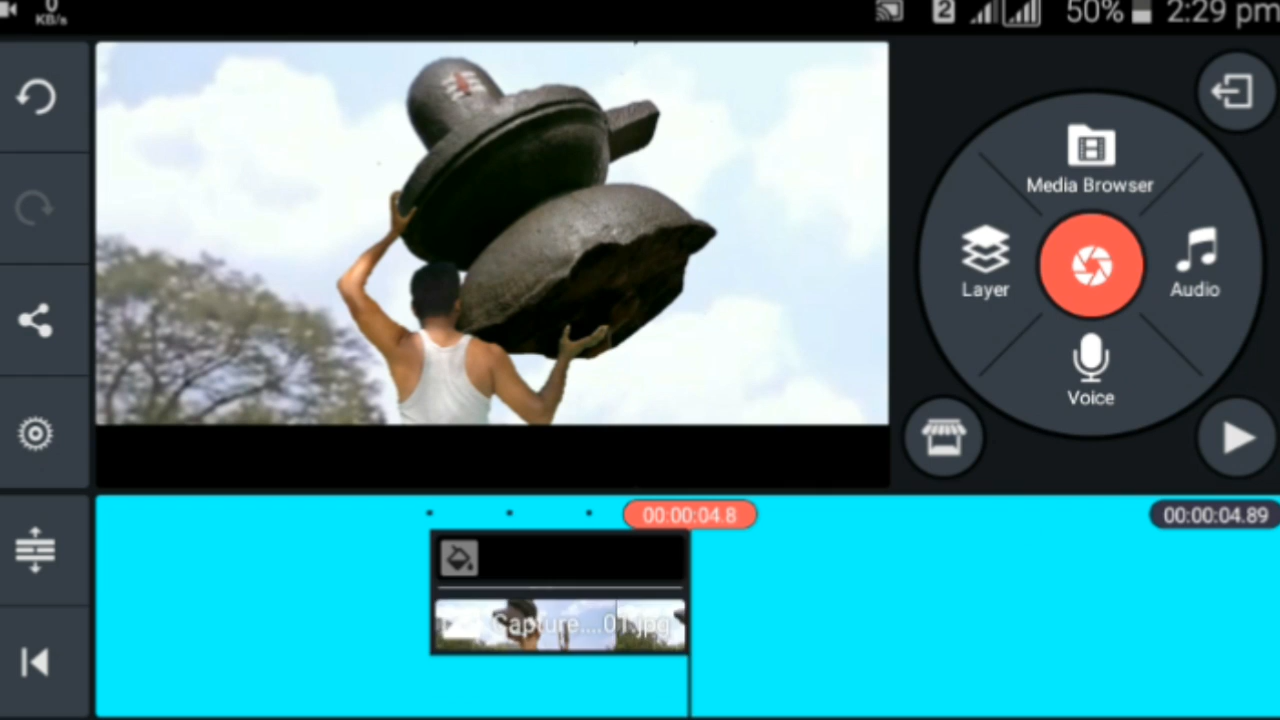 0
KB/s
2
50%
2:29 pm
Media Browser
Layer
Audio
Voice
00:00:04.8
00:00:04.89
Capture....01.jpg